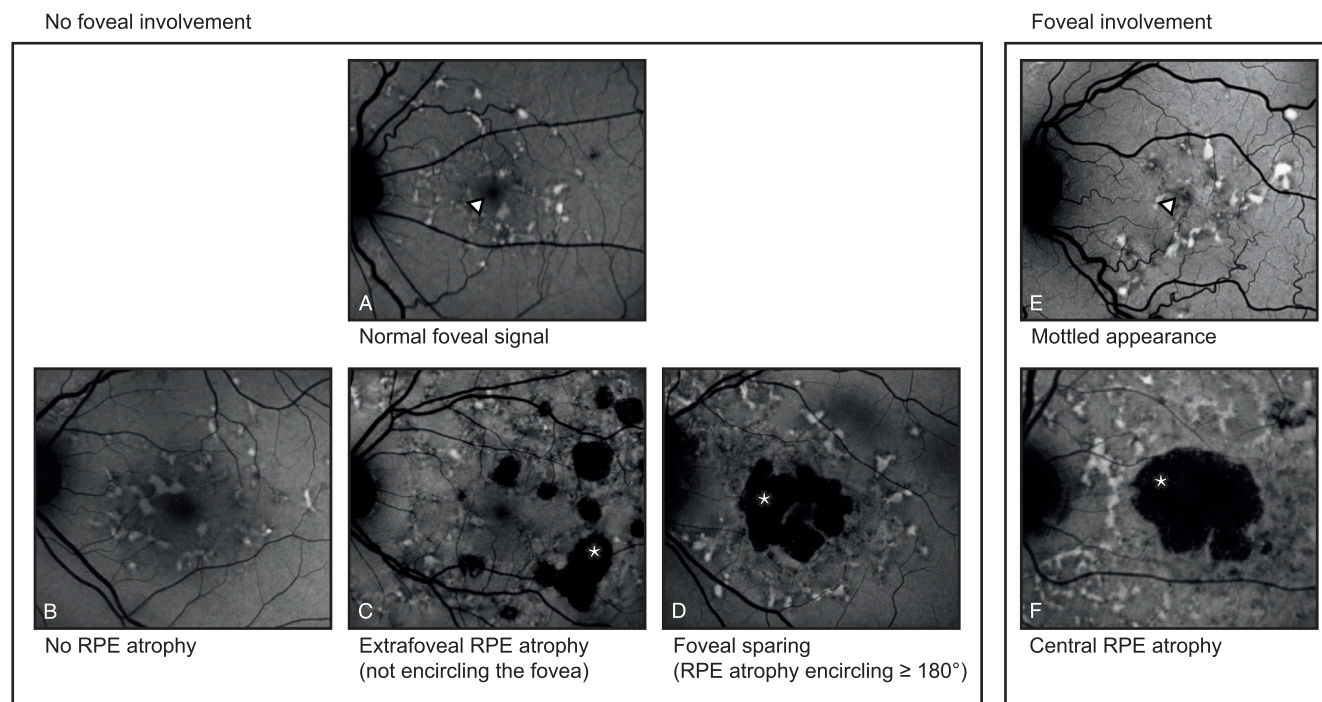 No foveal involvement
Foveal involvement
A
Normal foveal signal
E
Mottled appearance
B
No RPE atrophy
C
Extrafoveal RPE atrophy
(not encircling the fovea)
D
Foveal sparing
(RPE atrophy encircling ≥ 180°)
F
Central RPE atrophy